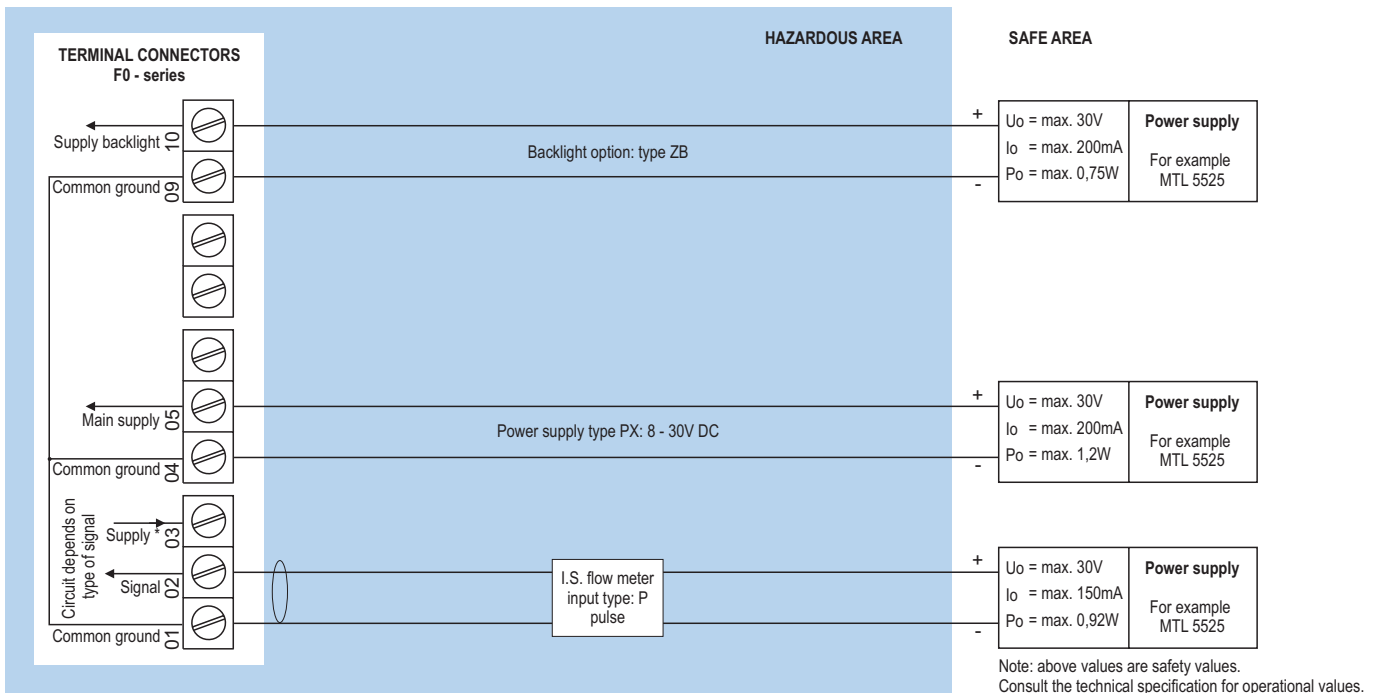 HAZARDOUS AREA
SAFE AREA
TERMINAL CONNECTORS
F0 - series
Supply backlight 10
Common ground 09
Backlight option: type ZB
+
-
Uo = max. 30V
Io = max. 200mA
Po = max. 0,75W
Power supply
For example
MTL 5525
Main supply 05
Common ground 04
Power supply type PX: 8 - 30V DC
+
-
Uo = max. 30V
Io = max. 200mA
Po = max. 1,2W
Power supply
For example
MTL 5525
Circuit depends on
type of signal
Supply * 03
Signal 02
Common ground 01
I.S. flow meter
input type: P
pulse
+
-
Uo = max. 30V
Io = max. 150mA
Po = max. 0,92W
Power supply
For example
MTL 5525
Note: above values are safety values.
Consult the technical specification for operational values.